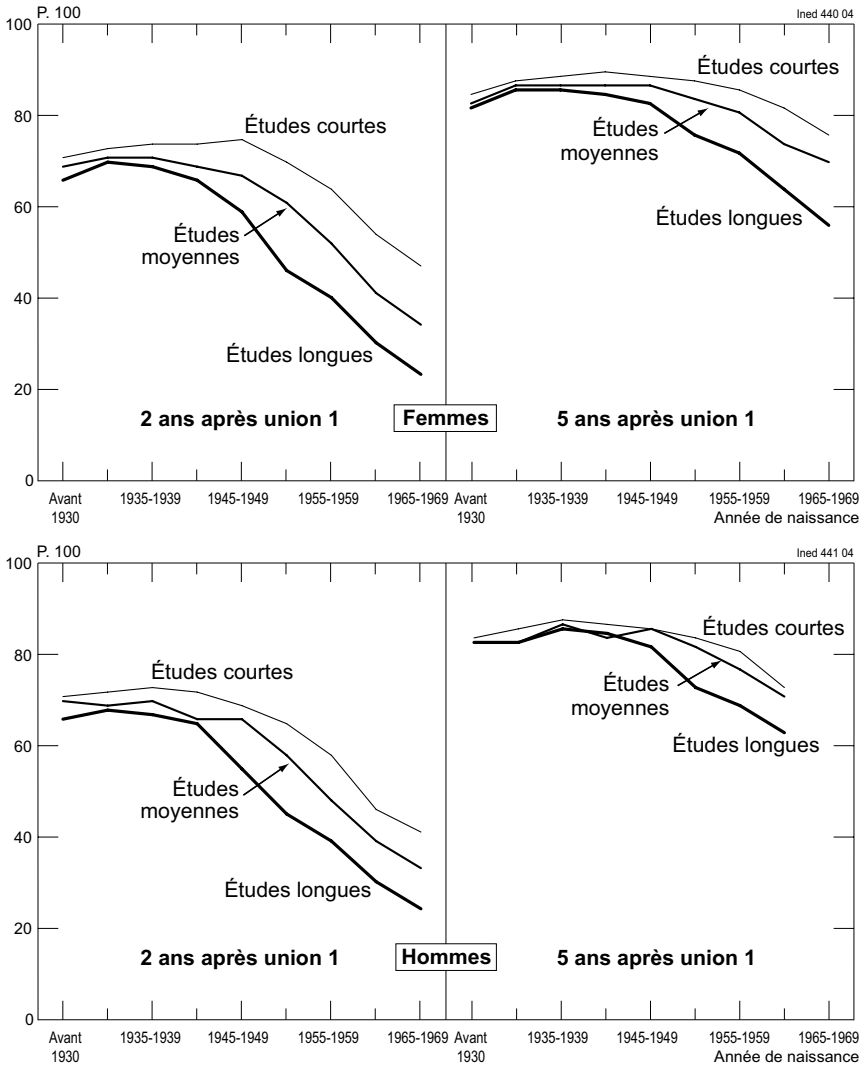 P. 100
Ined 440 04
100
80
60
40
20
0
Études courtes
Études
moyennes
Études longues
2 ans après union 1
Femmes
Études courtes
Études
moyennes
Études longues
5 ans après union 1
Avant
1930
1935-1939
1945-1949
1955-1959
1965-1969
Avant
1930
1935-1939
1945-1949
1955-1959
1965-1969
Année de naissance
P. 100
Ined 441 04
100
80
60
40
20
0
Études courtes
Études
moyennes
Études longues
2 ans après union 1
Hommes
Études courtes
Études
moyennes
Études longues
5 ans après union 1
Avant
1930
1935-1939
1945-1949
1955-1959
1965-1969
Avant
1930
1935-1939
1945-1949
1955-1959
1965-1969
Année de naissance